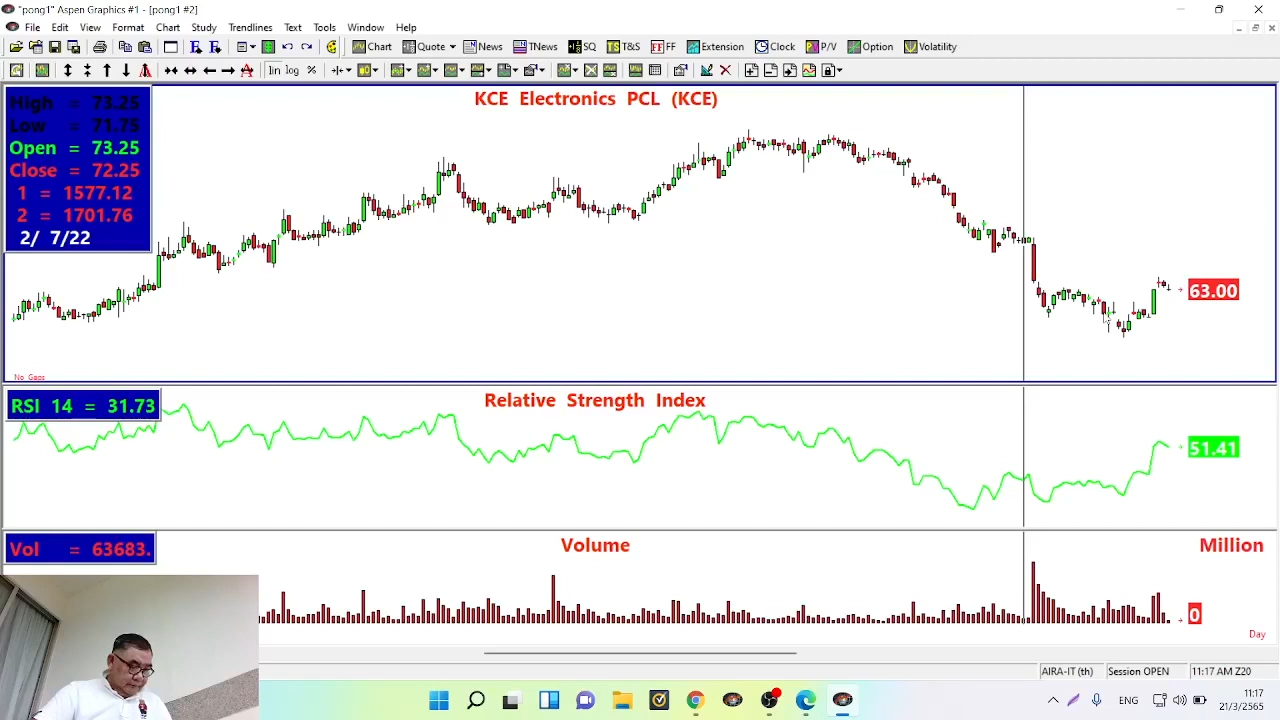 "pong1" Aspen Graphics #1 - [pong1 #2]
File Edit View Format Chart Study Trendlines Text Tools Window Help
Chart Quote News TNews SQ TS T&S FF FF Extension Clock P/V Option Volatility
lin log %
KCE Electronics PCL (KCE)
High = 73.25
Low = 71.75
Open = 73.25
Close = 72.25
1 = 1577.12
2 = 1701.76
2/ 7/22
63.00
No Gaps
RSI 14 = 31.73
Relative Strength Index
51.41
Vol = 63683.
Volume
Million
0
Day
AIRA-IT (th) Session OPEN 11:17 AM Z20
ENG
11:17
21/3/2565